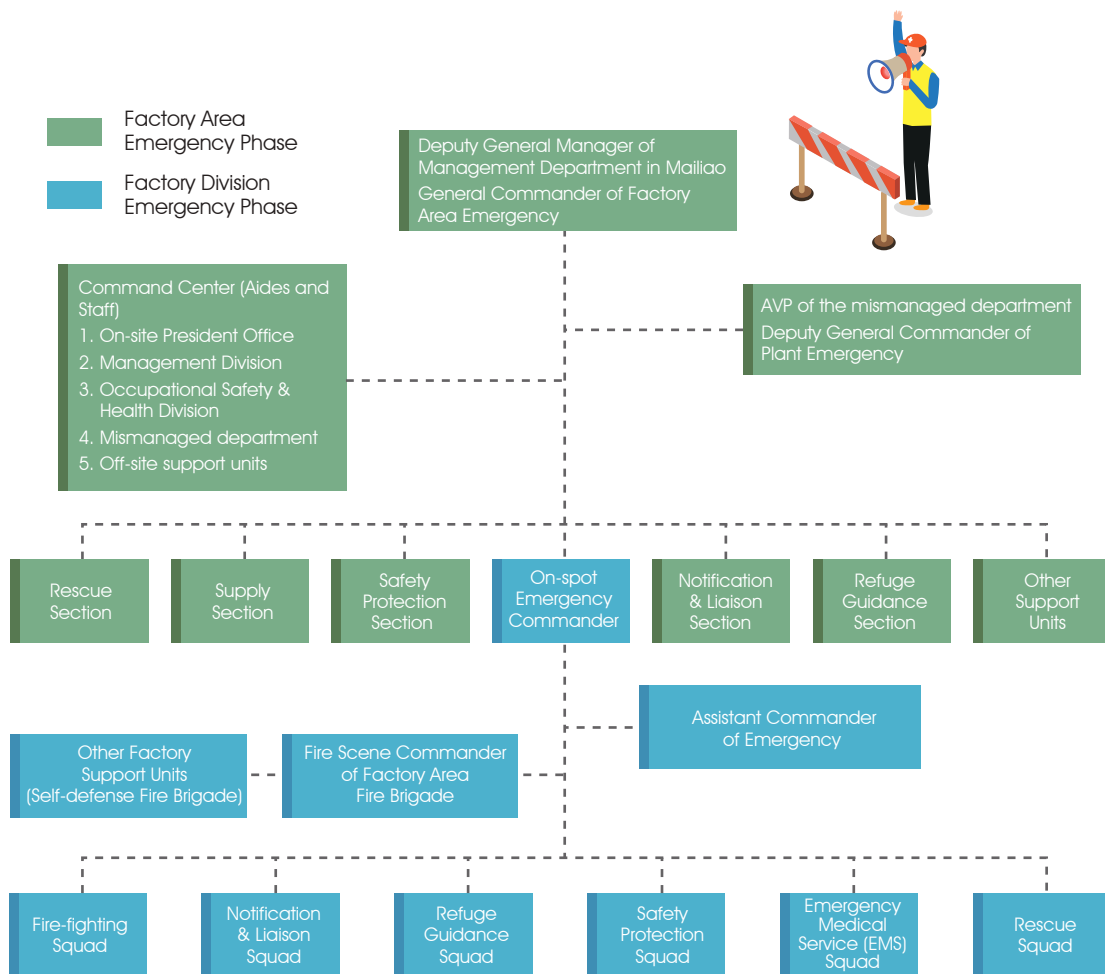 Factory Area
Emergency Phase
Factory Division
Emergency Phase
Deputy General Manager of
Management Department in Mailiao
General Commander of Factory
Area Emergency
Command Center (Aides and
Staff)
1. On-site President Office
2. Management Division
3. Occupational Safety &
Health Division
4. Mismanaged department
5. Off-site support units
AVP of the mismanaged department
Deputy General Commander of
Plant Emergency
Rescue
Section
Supply
Section
Safety
Protection
Section
On-spot
Emergency
Commander
Notification
& Liaison
Section
Refuge
Guidance
Section
Other
Support
Units
Assistant Commander
of Emergency
Other Factory
Support Units
(Self-defense Fire Brigade)
Fire Scene Commander
of Factory Area
Fire Brigade
Fire-fighting
Squad
Notification
& Liaison
Squad
Refuge
Guidance
Squad
Safety
Protection
Squad
Emergency
Medical
Service (EMS)
Squad
Rescue
Squad